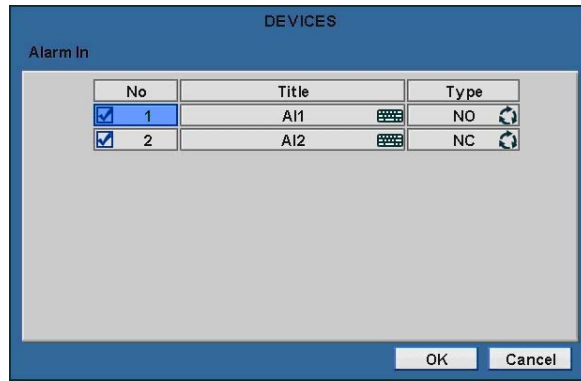 DEVICES
Alarm In
No Title Type
1 AI1 NO
2 AI2 NC
OK Cancel